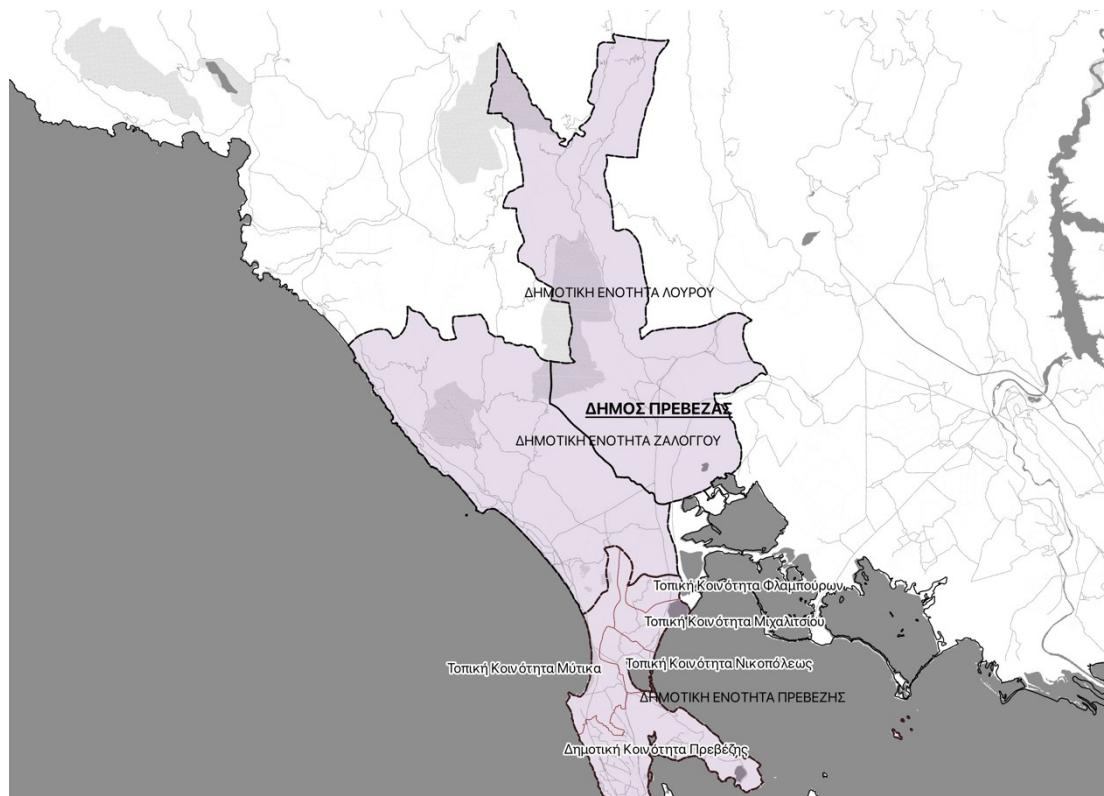 ΔΗΜΟΤΙΚΗ ΕΝΟΤΗΤΑ ΛΟΥΡΟΥ
ΔΗΜΟΣ ΠΡΕΒΕΖΑΣ
ΔΗΜΟΤΙΚΗ ΕΝΟΤΗΤΑ ΖΑΛΟΓΓΟΥ
Τοπική Κοινότητα Φλαμπούρων
Τοπική Κοινότητα Μιχαλιτσίου
Τοπική Κοινότητα Μύτικα
Τοπική Κοινότητα Νικοπόλεως
ΔΗΜΟΤΙΚΗ ΕΝΟΤΗΤΑ ΠΡΕΒΕΖΗΣ
Δημοτική Κοινότητα Πρεβέζης